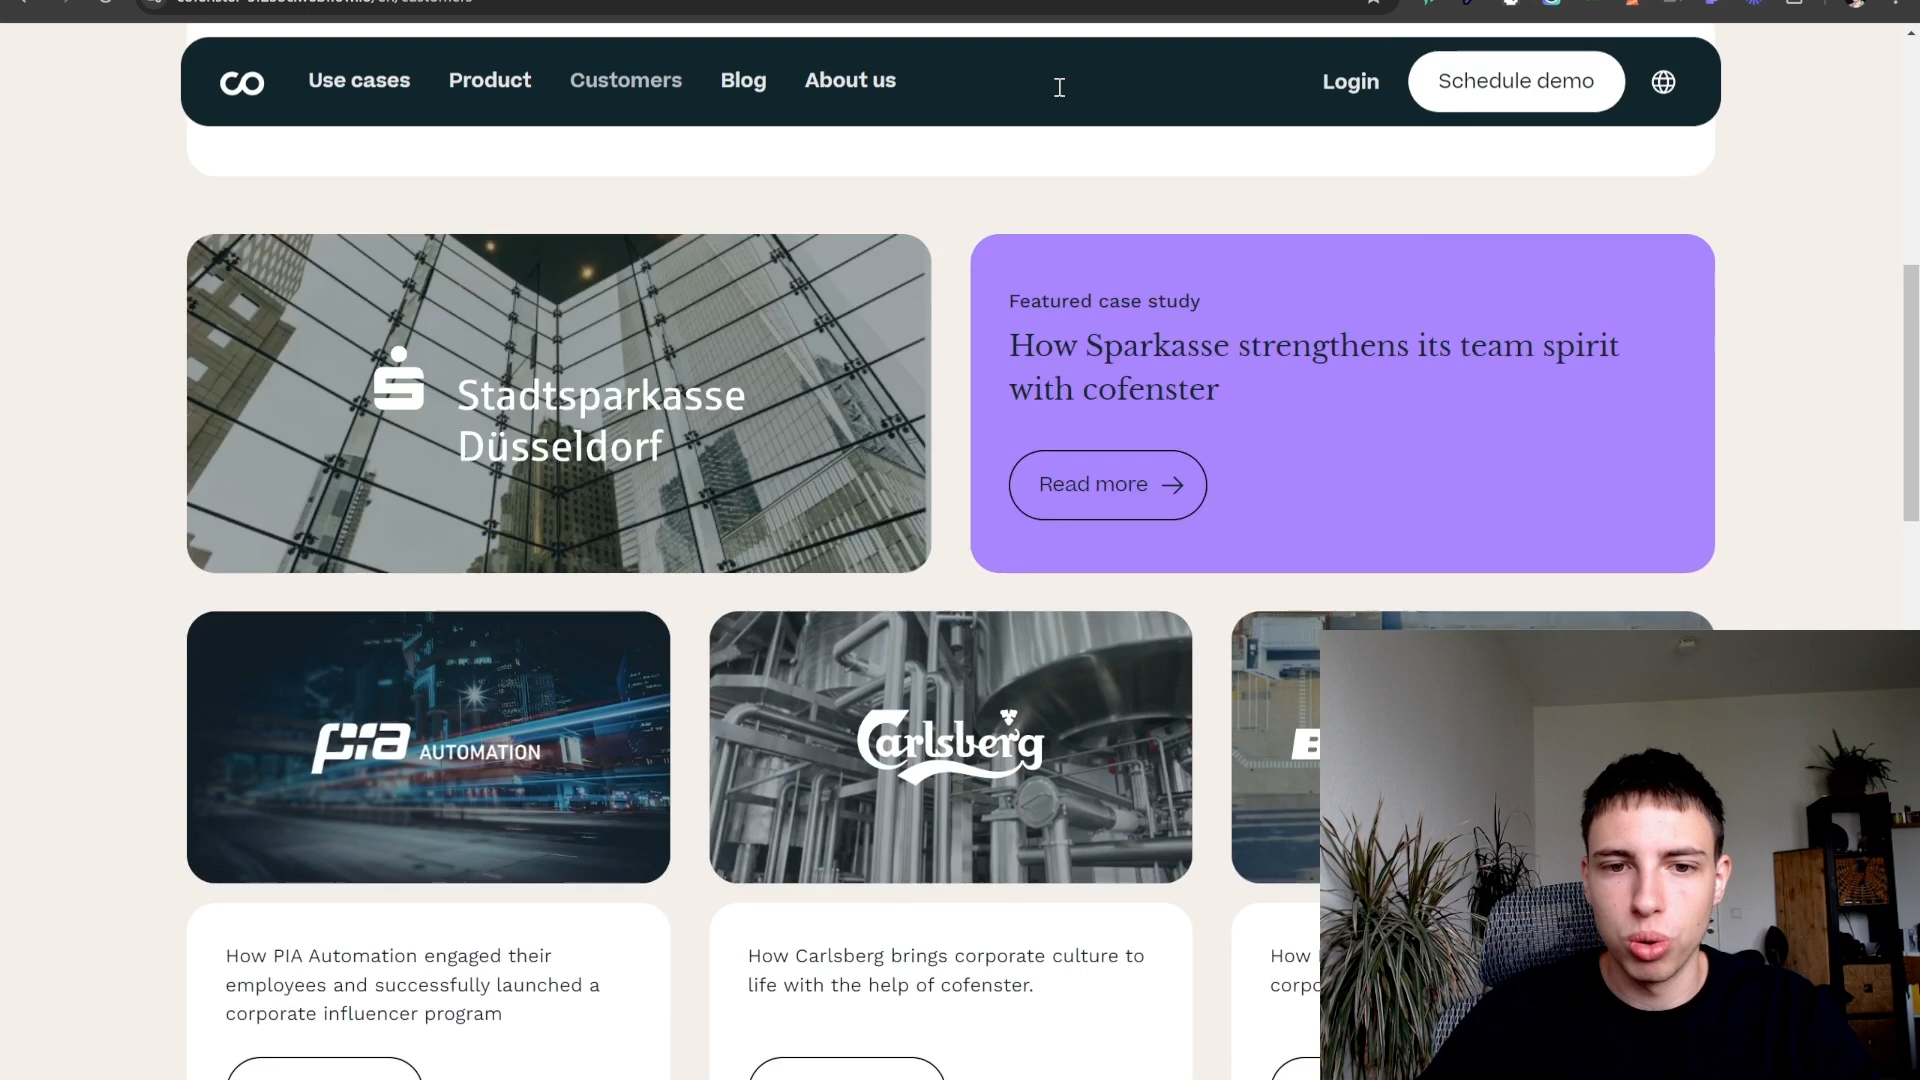 Use cases
Product
Customers
Blog
About us
Login
Schedule demo
Stadtsparkasse
Düsseldorf
Featured case study
How Sparkasse strengthens its team spirit
with cofenster
Read more
pia AUTOMATION
Carlsberg
How PIA Automation engaged their
employees and successfully launched a
corporate influencer program
How Carlsberg brings corporate culture to
life with the help of cofenster.
How